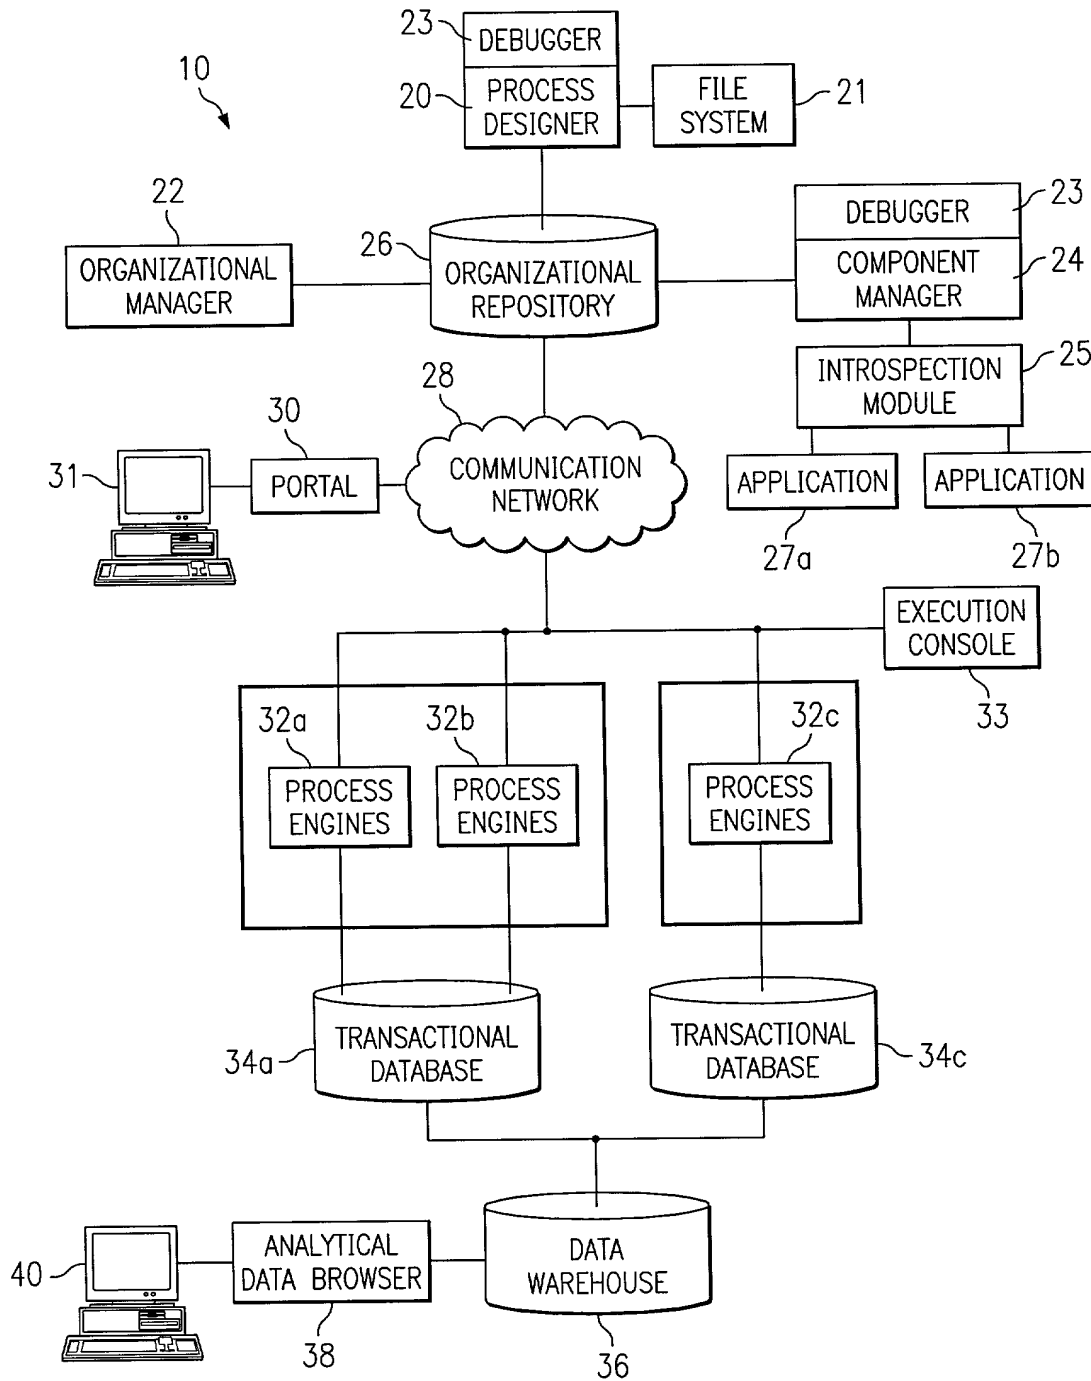 23
DEBUGGER
10
20
PROCESS
DESIGNER
FILE
SYSTEM
21
22
ORGANIZATIONAL
MANAGER
26
ORGANIZATIONAL
REPOSITORY
DEBUGGER
23
COMPONENT
MANAGER
24
INTROSPECTION
MODULE
25
28
COMMUNICATION
NETWORK
30
PORTAL
31
APPLICATION
APPLICATION
27a
27b
EXECUTION
CONSOLE
33
32a
32b
32c
PROCESS
ENGINES
PROCESS
ENGINES
PROCESS
ENGINES
TRANSACTIONAL
DATABASE
34a
TRANSACTIONAL
DATABASE
34c
40
ANALYTICAL
DATA BROWSER
38
DATA
WAREHOUSE
36